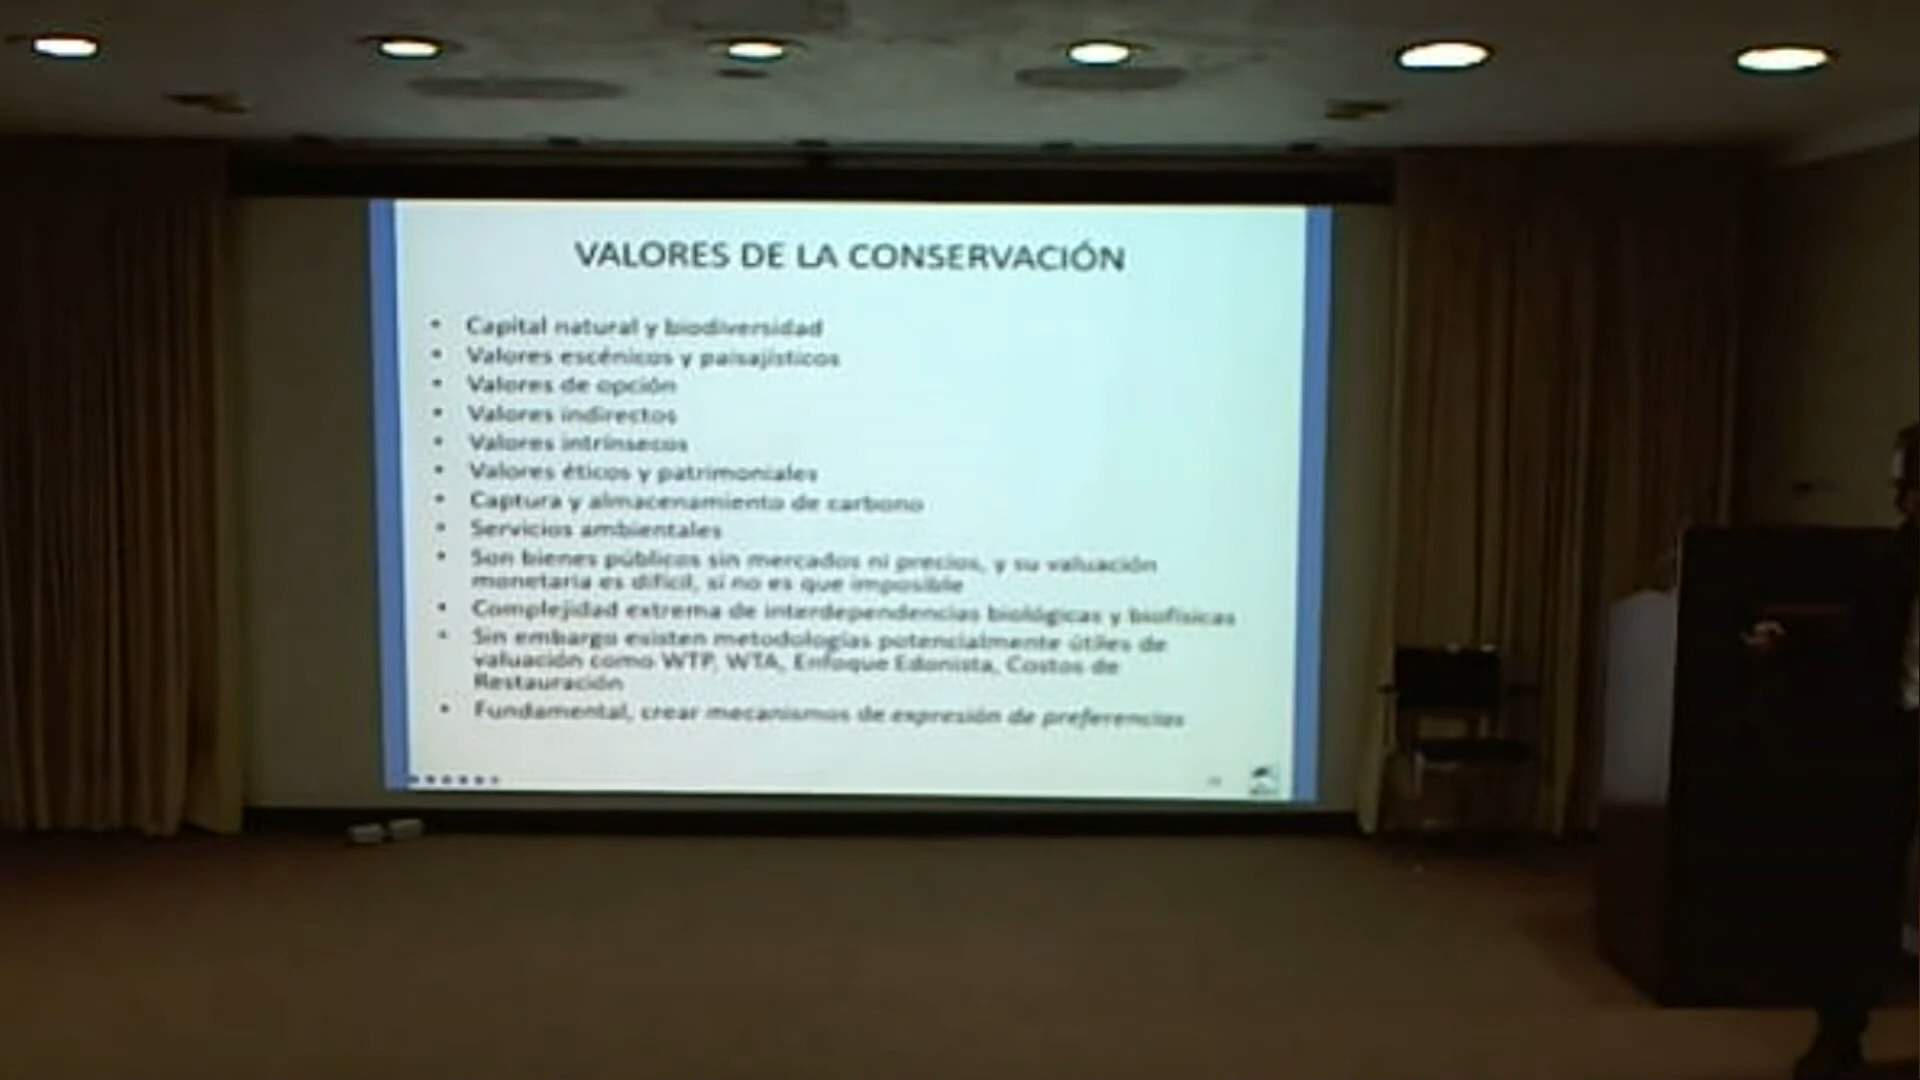 VALORES DE LA CONSERVACIÓN
• Capital natural y biodiversidad
• Valores escénicos y paisajísticos
• Valores de opción
• Valores indirectos
• Valores intrínsecos
• Valores éticos y patrimoniales
• Captura y almacenamiento de carbono
• Servicios ambientales
• Son bienes públicos sin mercados ni precios, y su valuación
monetaria es difícil, si no es que imposible
• Complejidad extrema de interdependencias biológicas y biofísicas
• Sin embargo existen metodologías potencialmente útiles de
valuación como WTP, WTA, Enfoque Edonista, Costos de
Restauración
• Fundamental, crear mecanismos de expresión de preferencias